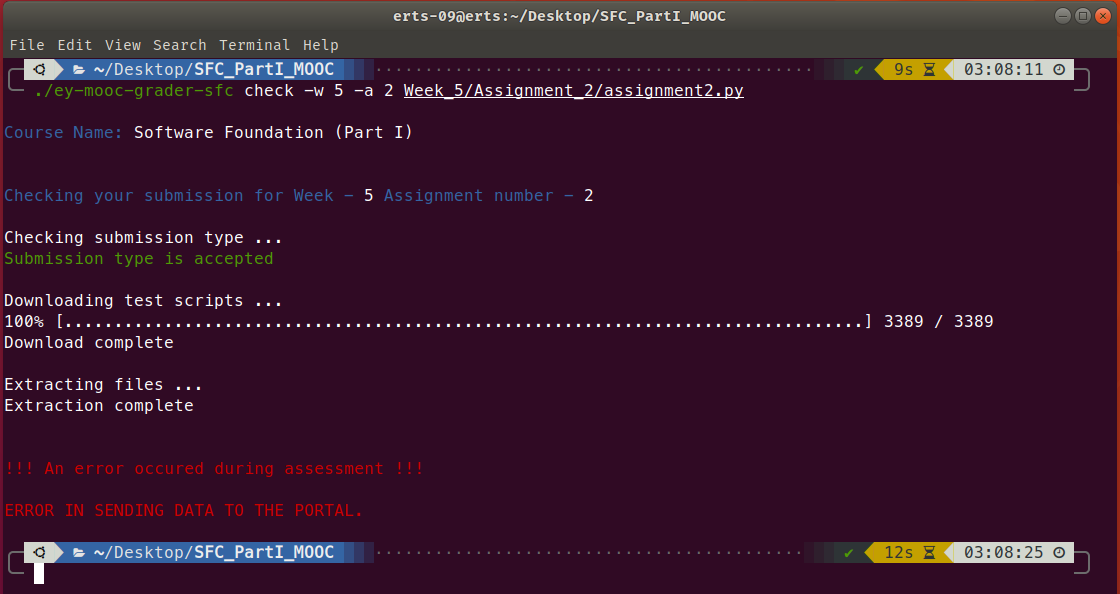 erts-09@erts:~/Desktop/SFC_PartI_MOOC
File Edit View Search Terminal Help
~/Desktop/SFC_PartI_MOOC ✔ 9s 03:08:11
./ey-mooc-grader-sfc check -w 5 -a 2 Week_5/Assignment_2/assignment2.py
Course Name: Software Foundation (Part I)
Checking your submission for Week - 5 Assignment number - 2
Checking submission type ...
Submission type is accepted
Downloading test scripts ...
100% [................................................................................] 3389 / 3389
Download complete
Extracting files ...
Extraction complete
!!! An error occured during assessment !!!
ERROR IN SENDING DATA TO THE PORTAL.
~/Desktop/SFC_PartI_MOOC ✔ 12s 03:08:25